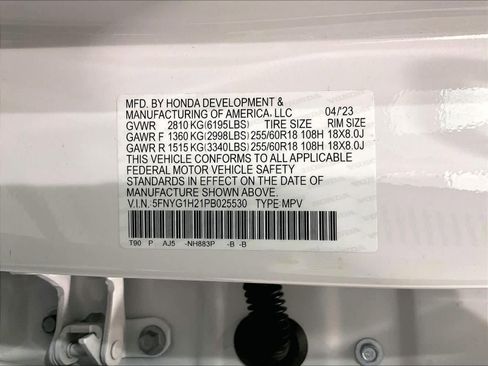 MFD. BY HONDA DEVELOPMENT &
MANUFACTURING OF AMERICA, LLC 04/'23
GVWR 2810 KG(6195LBS) TIRE SIZE RIM SIZE
GAWR F 1360 KG(2998LBS) 255/60R18 108H 18X8.0J
GAWR R 1515 KG(3340LBS) 255/60R18 108H 18X8.0J
THIS VEHICLE CONFORMS TO ALL APPLICABLE
FEDERAL MOTOR VEHICLE SAFETY
STANDARDS IN EFFECT ON THE DATE OF
MANUFACTURE SHOWN ABOVE.
V.I.N.:5FNYG1H21PB025530 TYPE:MPV
T90 P AJ5 -NH883P -B -B